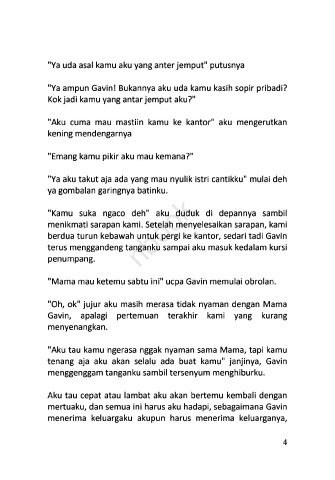 "Ya uda asal kamu aku yang anter jemput" putusnya
"Ya ampun Gavin! Bukannya aku uda kamu kasih sopir pribadi?
Kok jadi kamu yang antar jemput aku?"
"Aku cuma mau mastiin kamu ke kantor" aku mengerutkan
kening mendengarnya
"Emang kamu pikir aku mau kemana?"
"Ya aku takut aja ada yang mau nyulik istri cantikku" mulai deh
ya gombalan garingnya batinku.
"Kamu suka ngaco deh" aku duduk di depannya sambil
menikmati sarapan kami. Setelah menyelesaikan sarapan, kami
berdua turun kebawah untuk pergi ke kantor, sedari tadi Gavin
terus menggandeng tanganku sampai aku masuk kedalam kursi
penumpang.
"Mama mau ketemu sabtu ini" ucpa Gavin memulai obrolan.
"Oh, ok" jujur aku masih merasa tidak nyaman dengan Mama
Gavin, apalagi pertemuan terakhir kami yang kurang
menyenangkan.
"Aku tau kamu ngerasa nggak nyaman sama Mama, tapi kamu
tenang aja aku akan selalu ada buat kamu" janjinya, Gavin
menggenggam tanganku sambil tersenyum menghiburku.
Aku tau cepat atau lambat aku akan bertemu kembali dengan
mertuaku, dan semua ini harus aku hadapi, sebagaimana Gavin
menerima keluargaku akupun harus menerima keluarganya,
4